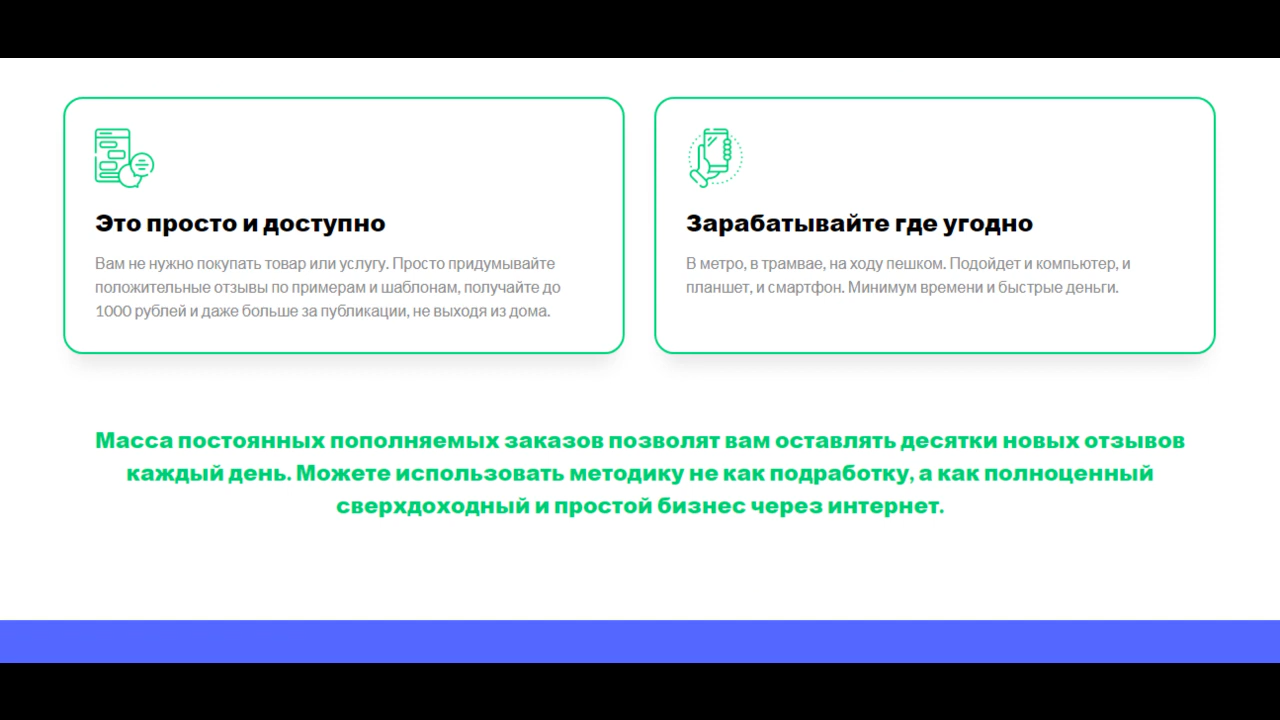 Это просто и доступно
Вам не нужно покупать товар или услугу. Просто придумывайте
положительные отзывы по примерам и шаблонам, получайте до
1000 рублей и даже больше за публикации, не выходя из дома.
Зарабатывайте где угодно
В метро, в трамвае, на ходу пешком. Подойдет и компьютер, и
планшет, и смартфон. Минимум времени и быстрые деньги.
Масса постоянных пополняемых заказов позволят вам оставлять десятки новых отзывов
каждый день. Можете использовать методику не как подработку, а как полноценный
сверхдоходный и простой бизнес через интернет.